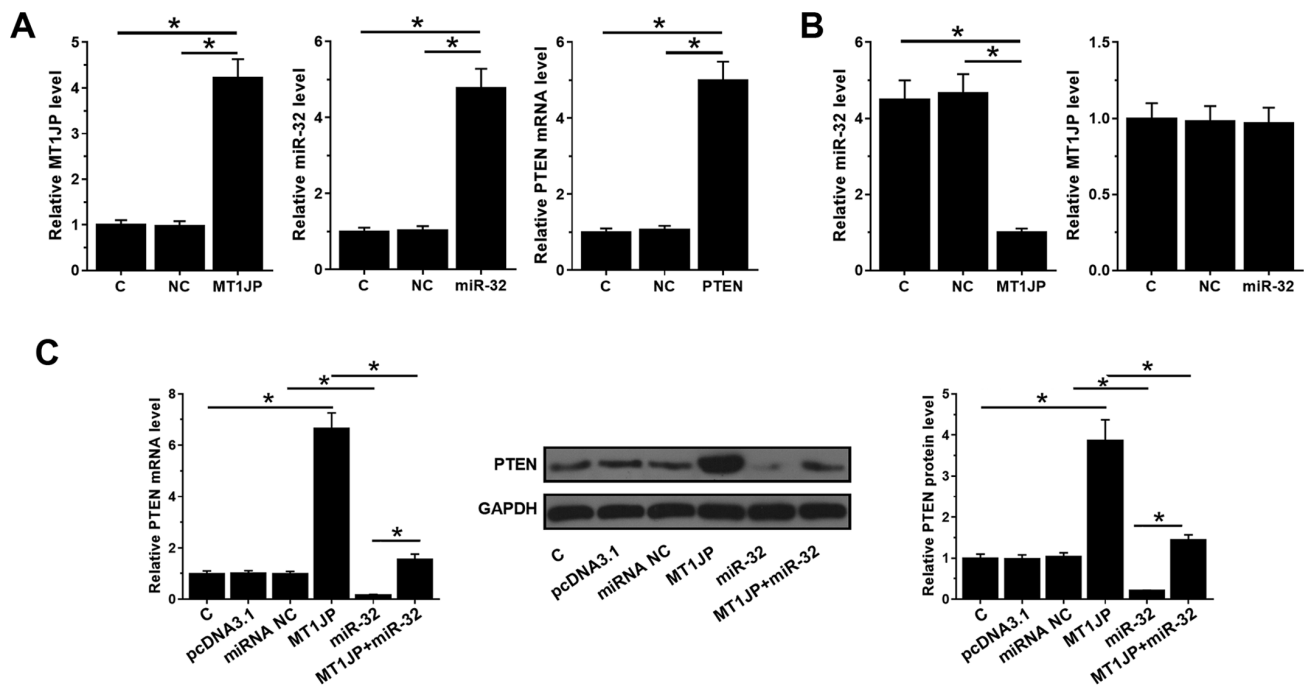 A
Relative MT1JP level
5
4
3
2
1
0
*
*
C NC MT1JP
Relative miR-32 level
6
4
2
0
*
*
C NC miR-32
Relative PTEN mRNA level
6
4
2
0
*
*
C NC PTEN
B
Relative miR-32 level
6
4
2
0
*
*
C NC MT1JP
Relative MT1JP level
1.5
1.0
0.5
0.0
C NC miR-32
C
Relative PTEN mRNA level
8
6
4
2
0
*
*
*
*
C
pcDNA3.1
miRNA NC
MT1JP
miR-32
MT1JP+miR-32
PTEN
GAPDH
C
pcDNA3.1
miRNA NC
MT1JP
miR-32
MT1JP+miR-32
Relative PTEN protein level
5
4
3
2
1
0
*
*
*
*
C
pcDNA3.1
miRNA NC
MT1JP
miR-32
MT1JP+miR-32